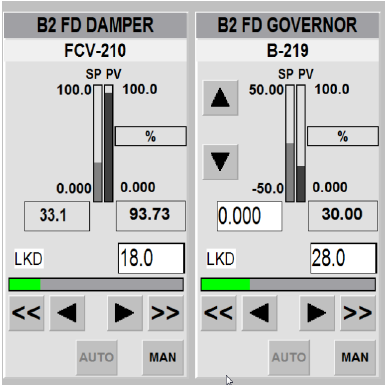 B2 FD DAMPER
FCV-210
SP PV
100.0 100.0
%
0.000 0.000
33.1 93.73
LKD 18.0
<< >>
AUTO MAN
B2 FD GOVERNOR
B-219
SP PV
50.00 100.0
%
-50.0 0.000
0.000 30.00
LKD 28.0
<< >>
AUTO MAN